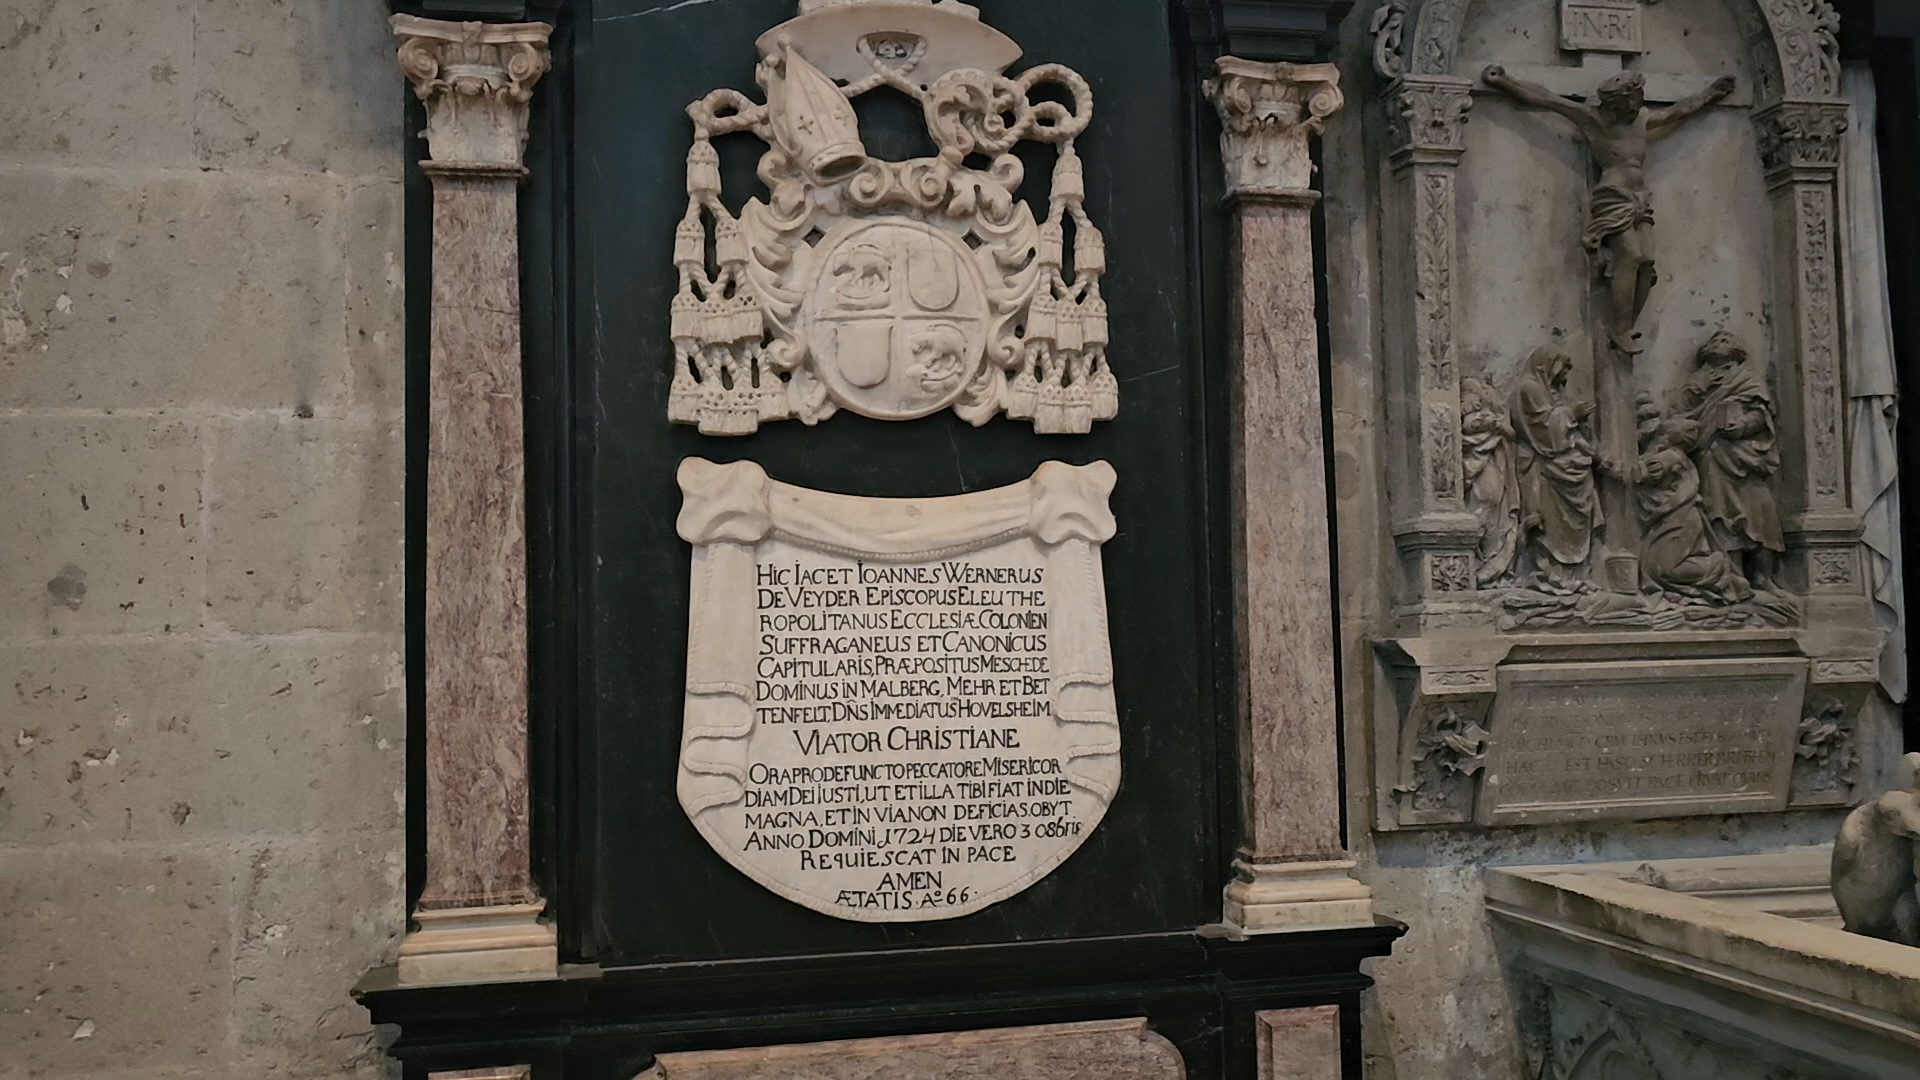 HIC IACET IOANNES WERNERUS
DE VEYDER EPISCOPUS ELEUTHE
ROPOLITANUS ECCLESIÆ COLONIEN
SUFFRAGANEUS ET CANONICUS
CAPITULARIS, PRÆPOSITUS MESCHEDE
DOMINUS IN MALBERG, MEHR ET BET
TENFELT DN̄S IMMEDIATUS IN HOVELSHEIM
VIATOR CHRISTIANE
ORA PRO DEFUNCTO PECCATORE MISERICOR
DIAM DEI IUSTI, UT ET ILLA TIBI FIAT IN DIE
MAGNA, ET IN VIA NON DEFICIAS. OBYT
ANNO DOMINI, 1724 DIE VERO 3 O 8bris
REQUIESCAT IN PACE
AMEN
ÆTATIS · Aº 66 ·
I·N·R·I